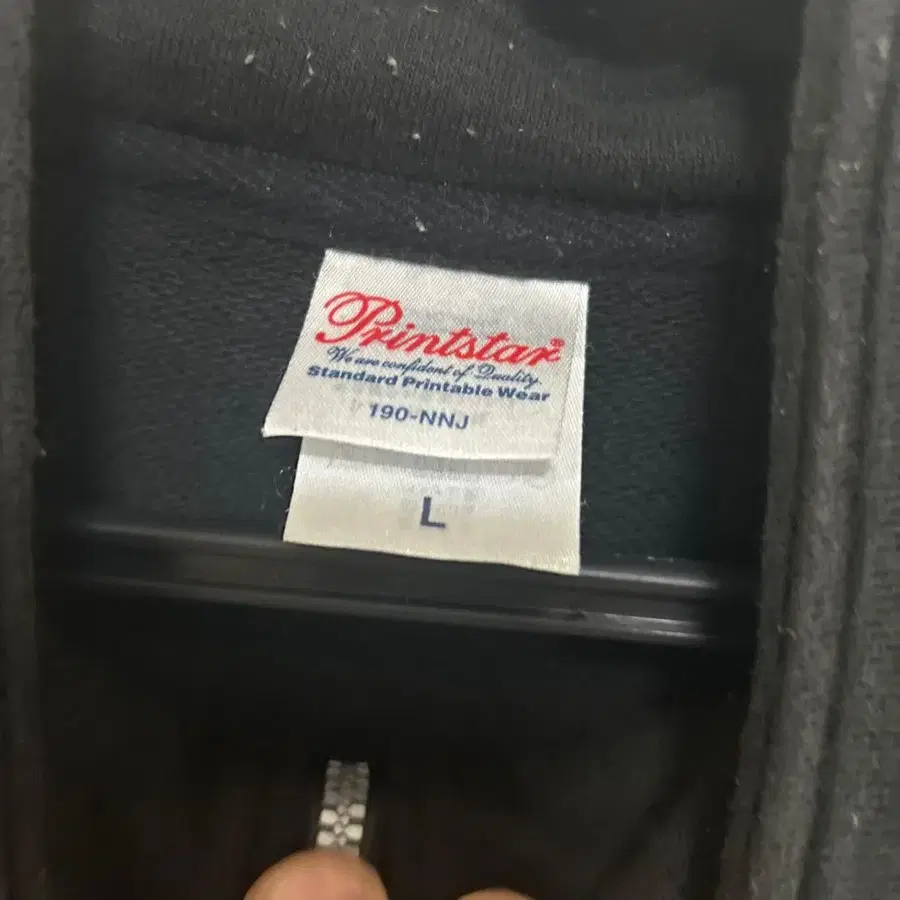 Printstar®
We are confident of Quality.
Standard Printable Wear
190-NNJ
L